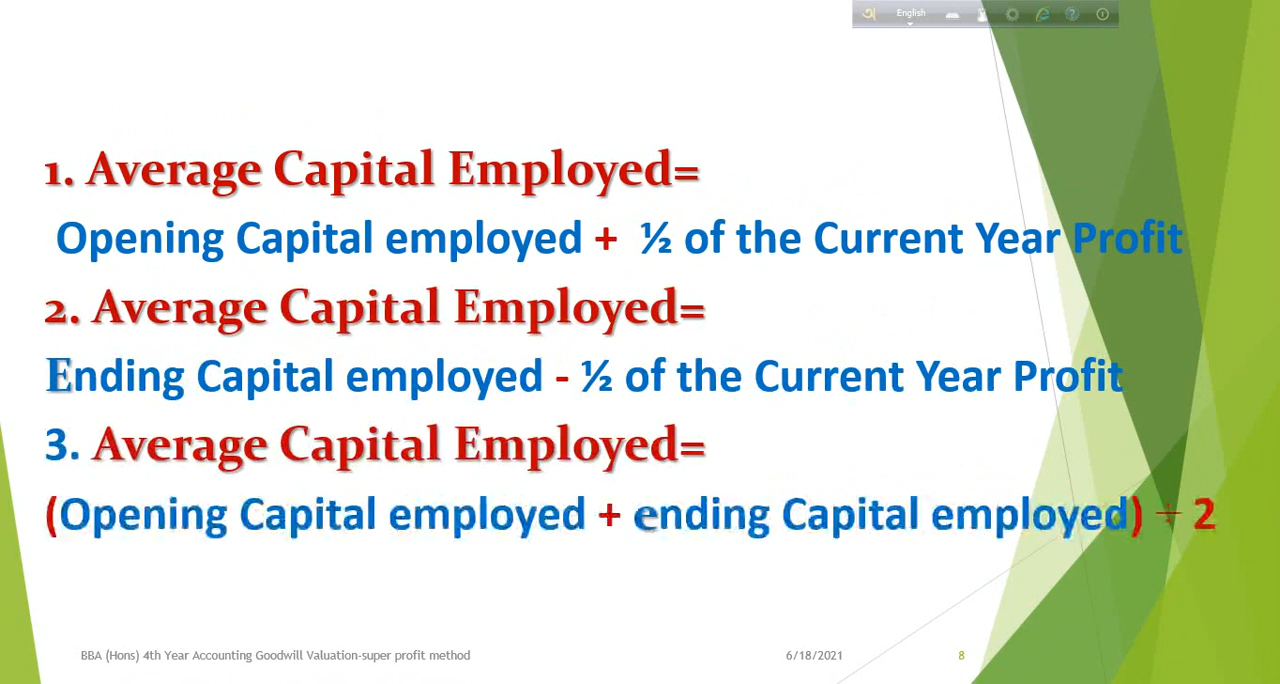 অ English
1. Average Capital Employed=
Opening Capital employed + ½ of the Current Year Profit
2. Average Capital Employed=
Ending Capital employed - ½ of the Current Year Profit
3. Average Capital Employed=
(Opening Capital employed + ending Capital employed) ÷ 2
BBA (Hons) 4th Year Accounting Goodwill Valuation-super profit method 6/18/2021 8